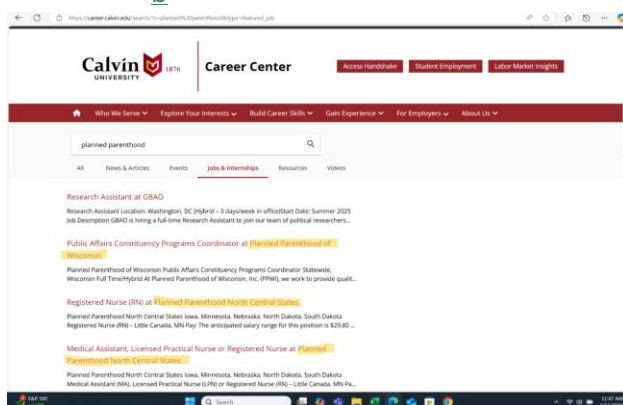 https://career.calvin.edu/search/?s=planned%20parenthood&type=featured_job
Calvin
UNIVERSITY
1876
Career Center
Access Handshake
Student Employment
Labor Market Insights
Who We Serve
Explore Your Interests
Build Career Skills
Gain Experience
For Employers
About Us
planned parenthood
All
News & Articles
Events
Jobs & Internships
Resources
Videos
Research Assistant at GBAO
Research Assistant Location: Washington, DC (Hybrid – 3 days/week in office)Start Date: Summer 2025
Job Description GBAO is hiring a full-time Research Assistant to join our team of political researchers...
Public Affairs Constituency Programs Coordinator at Planned Parenthood of
Wisconsin
Planned Parenthood of Wisconsin Public Affairs Constituency Programs Coordinator Statewide,
Wisconsin Full Time/Hybrid At Planned Parenthood of Wisconsin, Inc. (PPWI), we work to provide qualit...
Registered Nurse (RN) at Planned Parenthood North Central States
Planned Parenthood North Central States Iowa, Minnesota, Nebraska, North Dakota, South Dakota
Registered Nurse (RN) – Little Canada, MN Pay: The anticipated salary range for this position is $29.80 ...
Medical Assistant, Licensed Practical Nurse or Registered Nurse at Planned
Parenthood North Central States
Planned Parenthood North Central States Iowa, Minnesota, Nebraska, North Dakota, South Dakota
Medical Assistant (MA), Licensed Practical Nurse (LPN) or Registered Nurse (RN) – Little Canada, MN Pa...
S&P 500
Search
11:47 AM